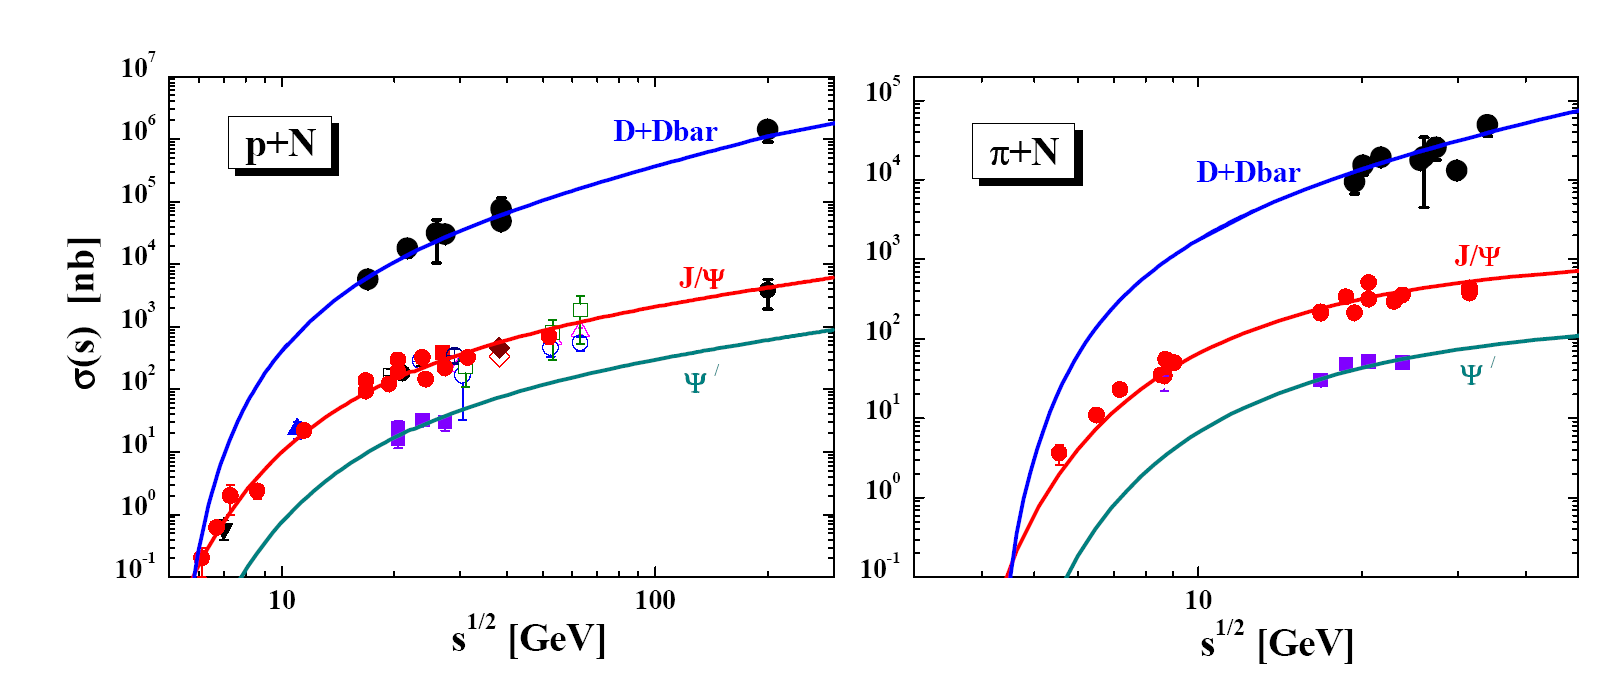 10^7
10^6
10^5
10^4
10^3
10^2
10^1
10^0
10^-1
σ(s) [nb]
p+N
D+Dbar
J/Ψ
Ψ /
10 100
s^1/2 [GeV]
10^5
10^4
10^3
10^2
10^1
10^0
10^-1
π+N
D+Dbar
J/Ψ
Ψ /
10
s^1/2 [GeV]